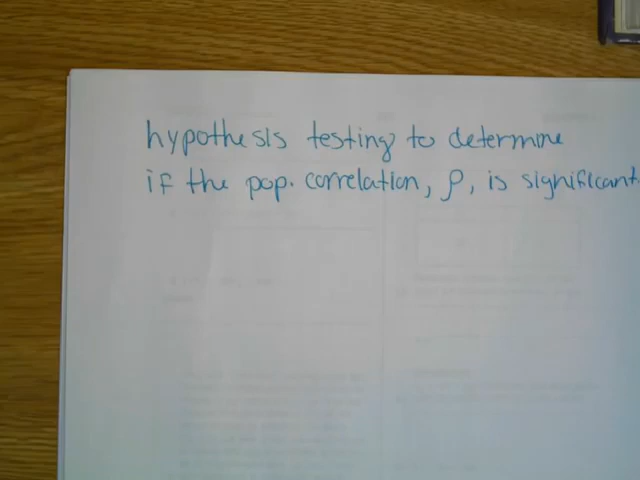 hypothesis testing to determine
if the pop. correlation, ρ, is significant.